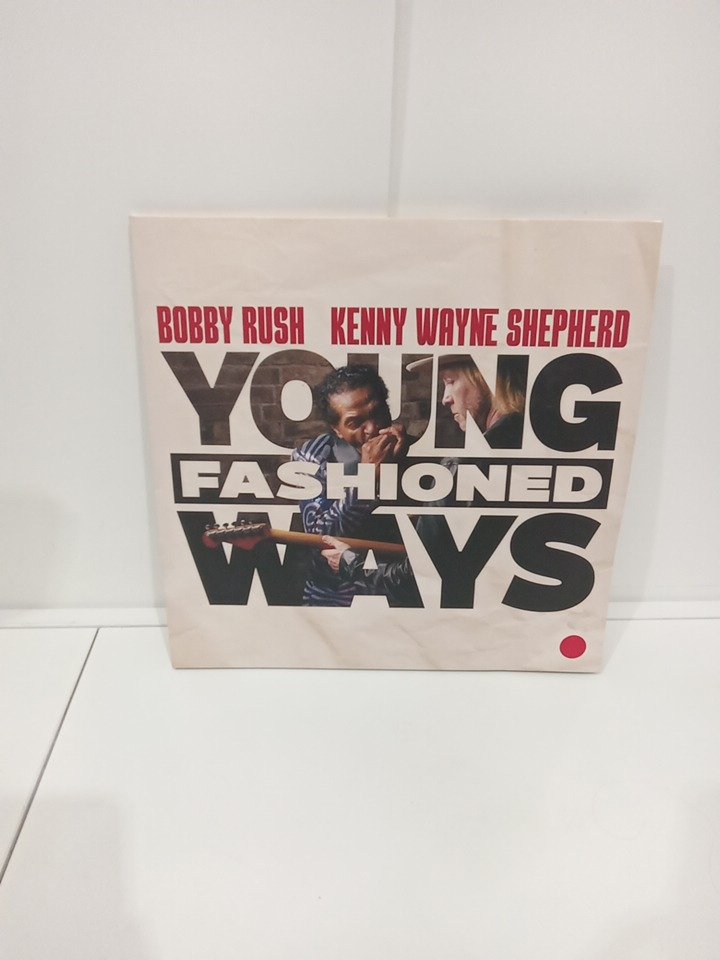 BOBBY RUSH KENNY WAYNE SHEPHERD
YOUNG
FASHIONED
WAYS